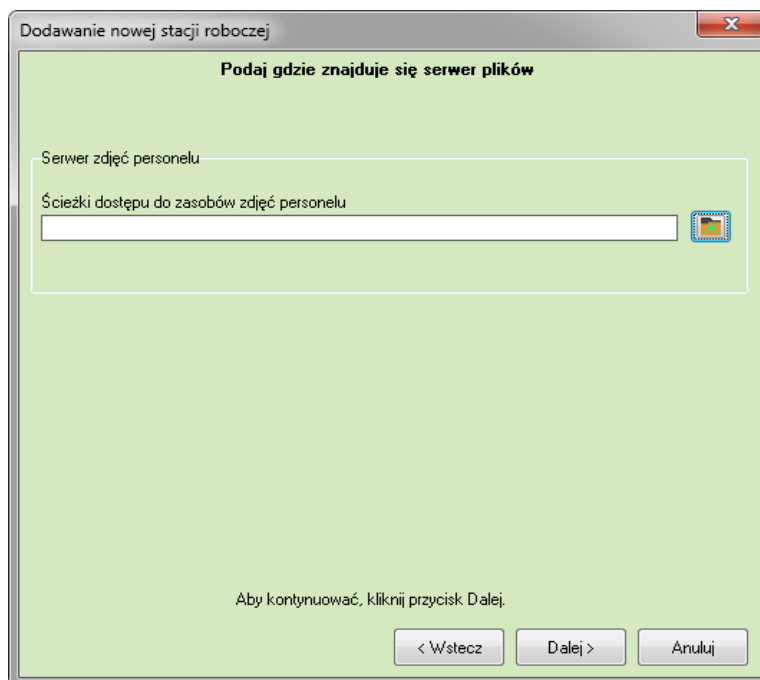 Dodawanie nowej stacji roboczej
Podaj gdzie znajduje się serwer plików
Serwer zdjęć personelu
Ścieżki dostępu do zasobów zdjęć personelu
Aby kontynuować, kliknij przycisk Dalej.
< Wstecz
Dalej >
Anuluj